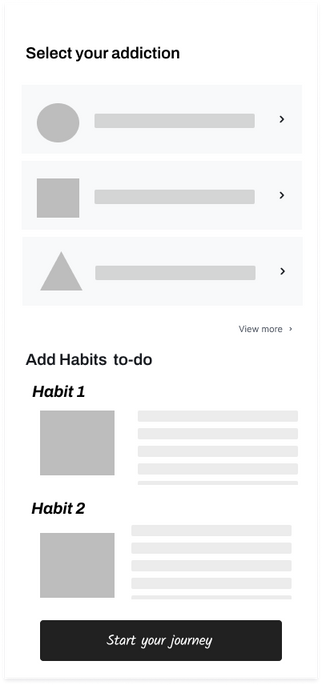 Select your addiction
View more
Add Habits to-do
Habit 1
Habit 2
Start your journey